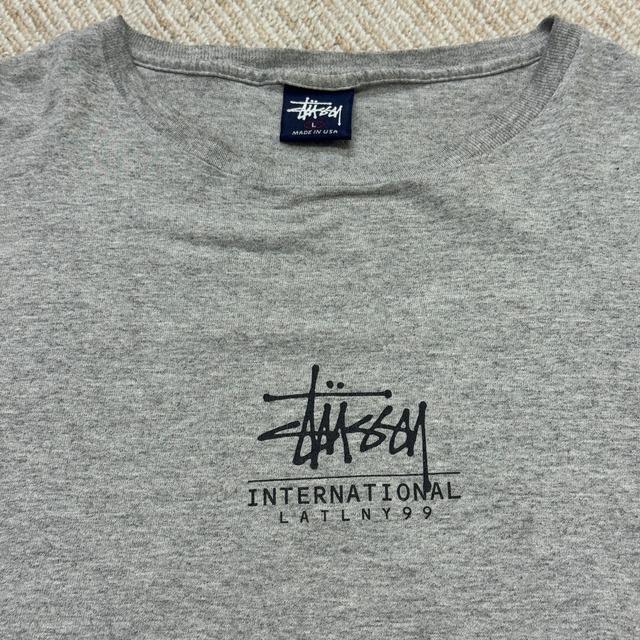 Stüssy
L
MADE IN USA
Stüssy
INTERNATIONAL
LATLNY99